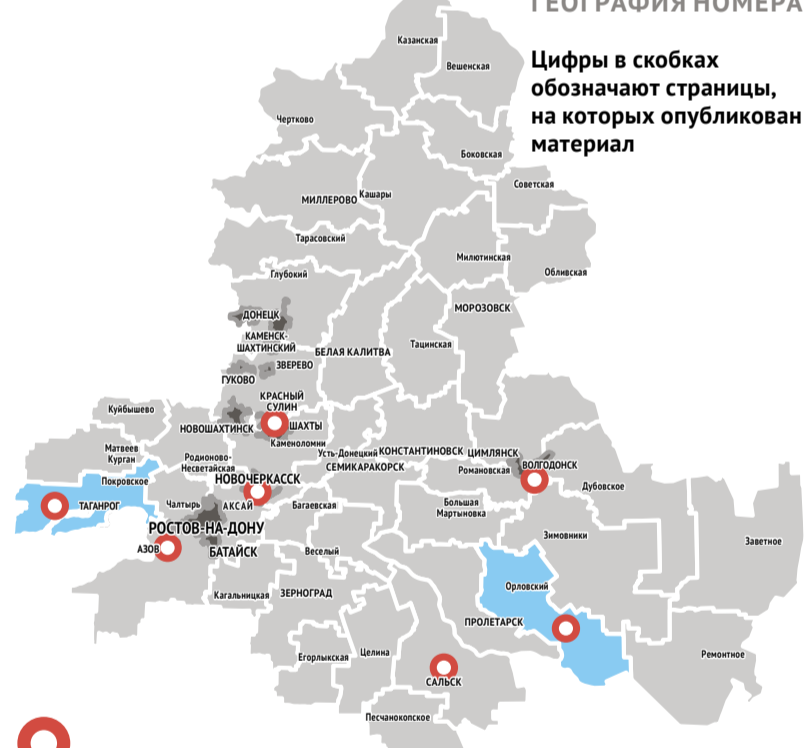 ГЕОГРАФИЯ НОМЕРА
Цифры в скобках
обозначают страницы,
на которых опубликован
материал
Казанская
Вешенская
Чертково
Боковская
Советская
МИЛЛЕРОВО
Кашары
Тарасовский
Милютинская
Обливская
Глубокий
МОРОЗОВСК
ДОНЕЦК
КАМЕНСК-
ШАХТИНСКИЙ
БЕЛАЯ КАЛИТВА
Тацинская
ЗВЕРЕВО
ГУКОВО
КРАСНЫЙ
СУЛИН
Куйбышево
НОВОШАХТИНСК
ШАХТЫ
Каменоломни
Матвеев
Курган
Родионово-
Несветайская
Усть-Донецкий
КОНСТАНТИНОВСК
ЦИМЛЯНСК
СЕМИКАРАКОРСК
Романовская
ВОЛГОДОНСК
Покровское
НОВОЧЕРКАССК
Дубовское
ТАГАНРОГ
Чалтырь
АКСАЙ
Багаевская
Большая
Мартыновка
РОСТОВ-НА-ДОНУ
Зимовники
Заветное
АЗОВ
БАТАЙСК
Веселый
Орловский
Кагальницкая
ЗЕРНОГРАД
ПРОЛЕТАРСК
Егорлыкская
Целина
Ремонтное
САЛЬСК
Песчанокопское